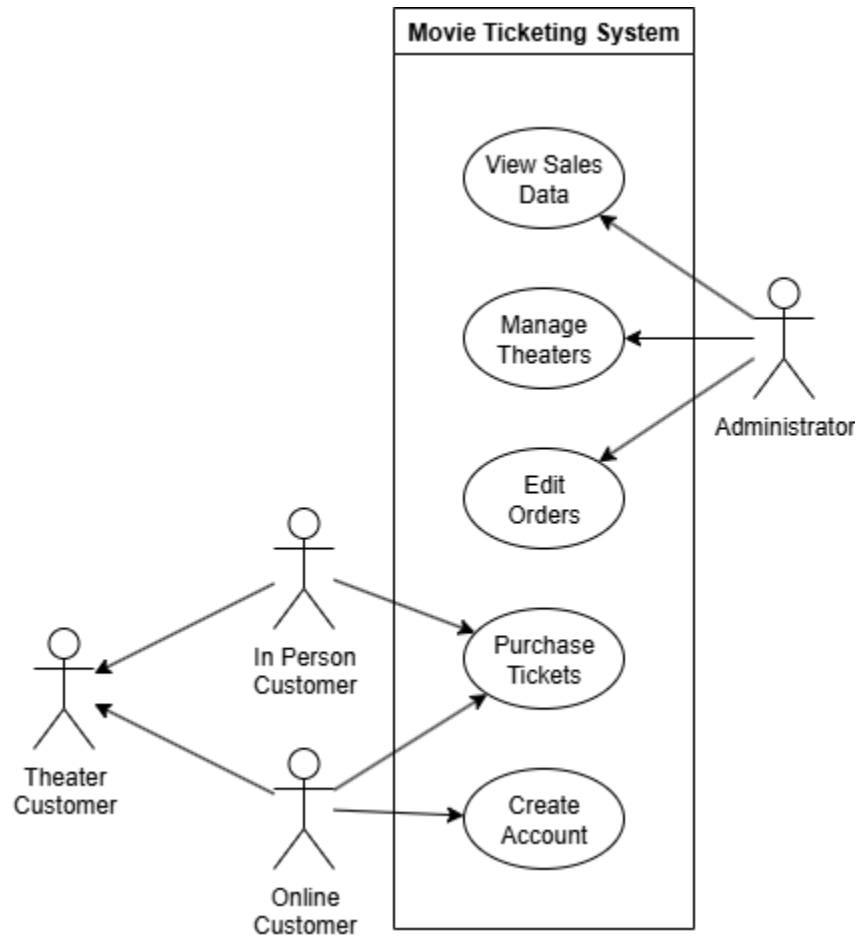 Movie Ticketing System
View Sales
Data
Manage
Theaters
Administrator
Edit
Orders
In Person
Customer
Purchase
Tickets
Theater
Customer
Create
Account
Online
Customer